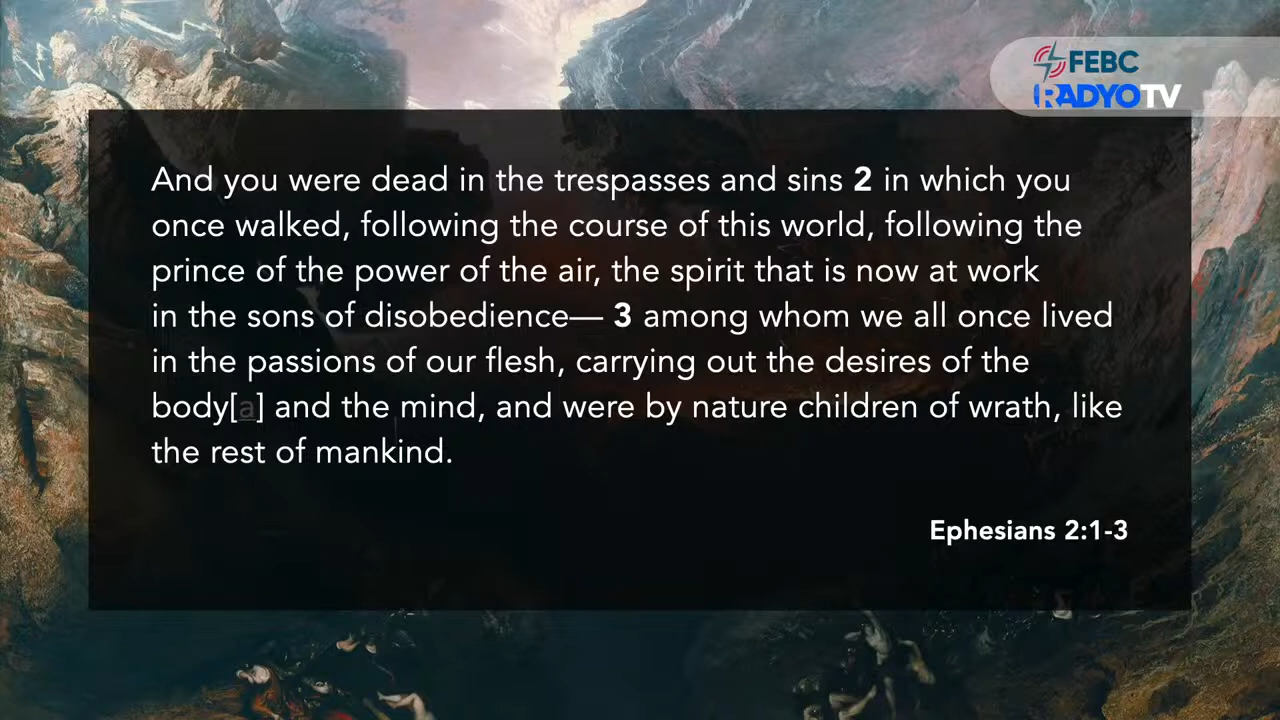 FEBC
RADYOTV
And you were dead in the trespasses and sins 2 in which you
once walked, following the course of this world, following the
prince of the power of the air, the spirit that is now at work
in the sons of disobedience— 3 among whom we all once lived
in the passions of our flesh, carrying out the desires of the
body[a] and the mind, and were by nature children of wrath, like
the rest of mankind.
Ephesians 2:1-3